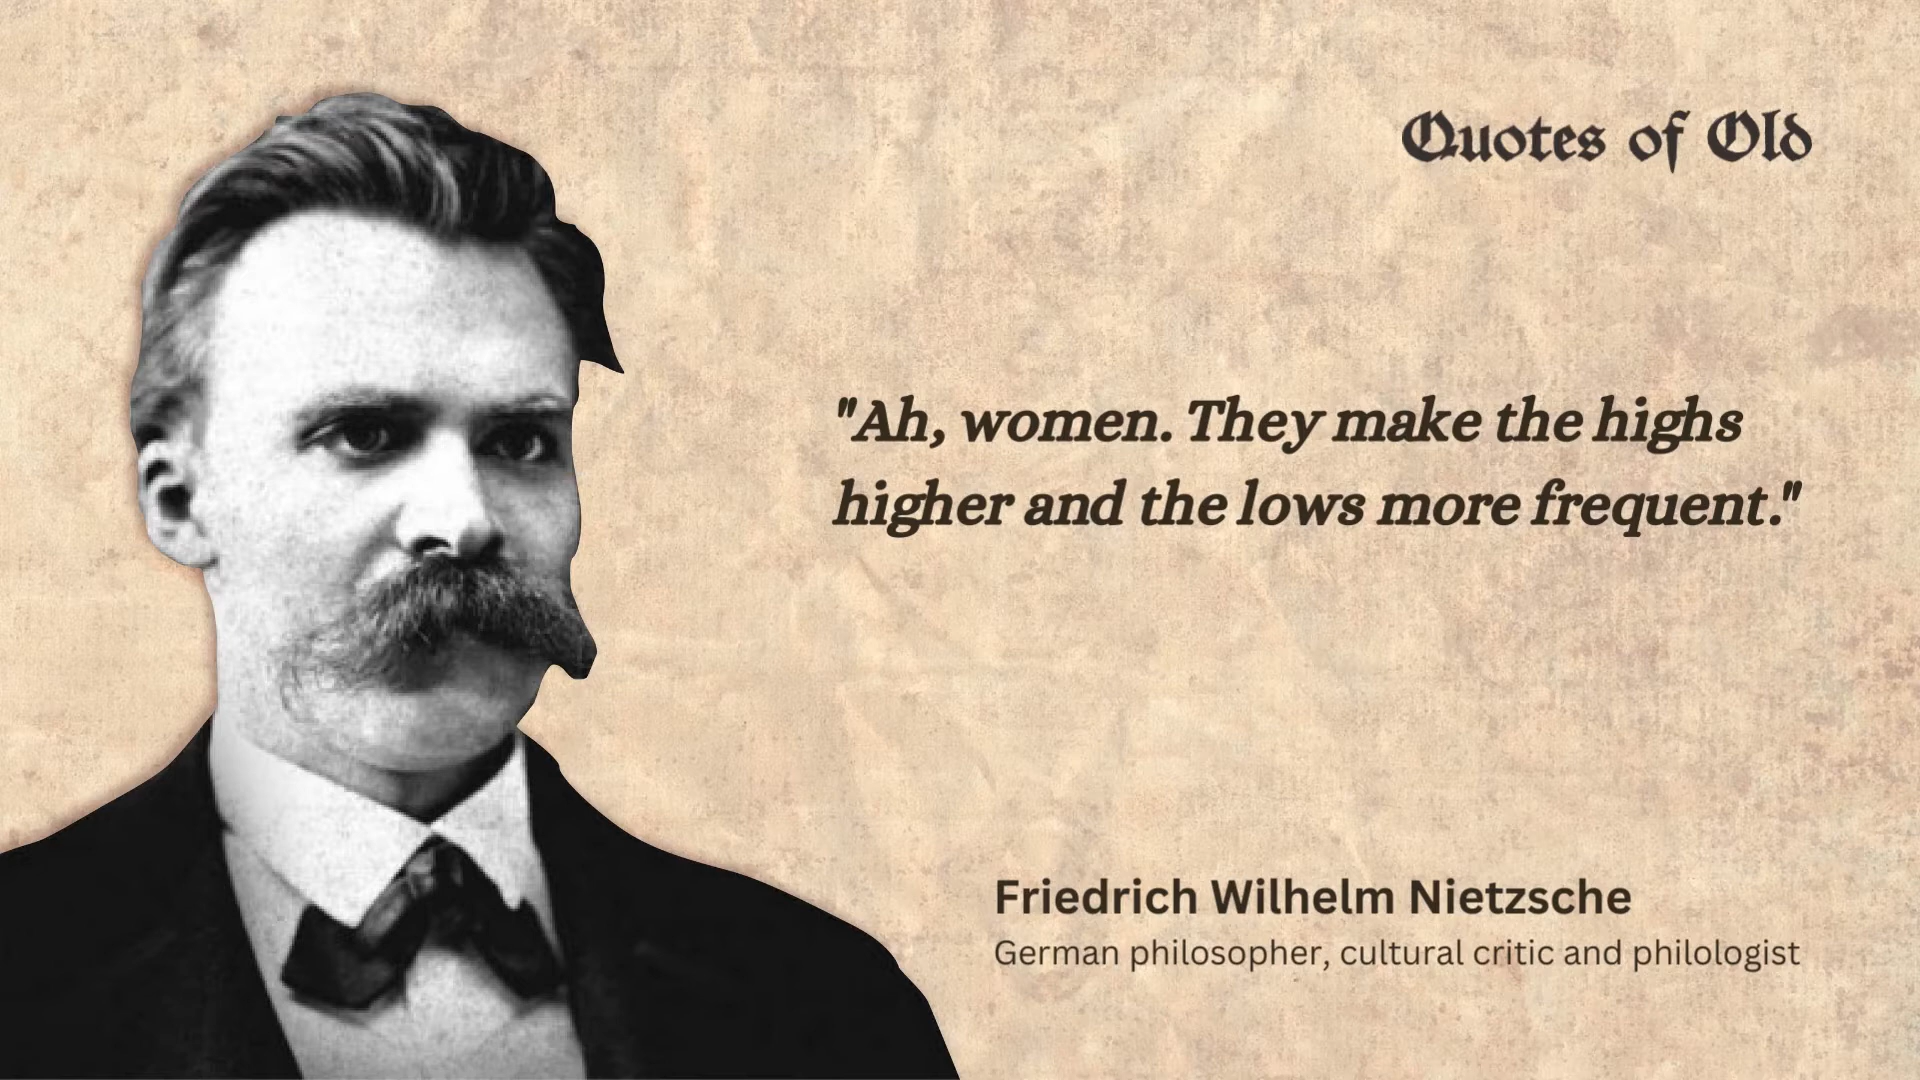 Quotes of Old
"Ah, women. They make the highs
higher and the lows more frequent."
Friedrich Wilhelm Nietzsche
German philosopher, cultural critic and philologist